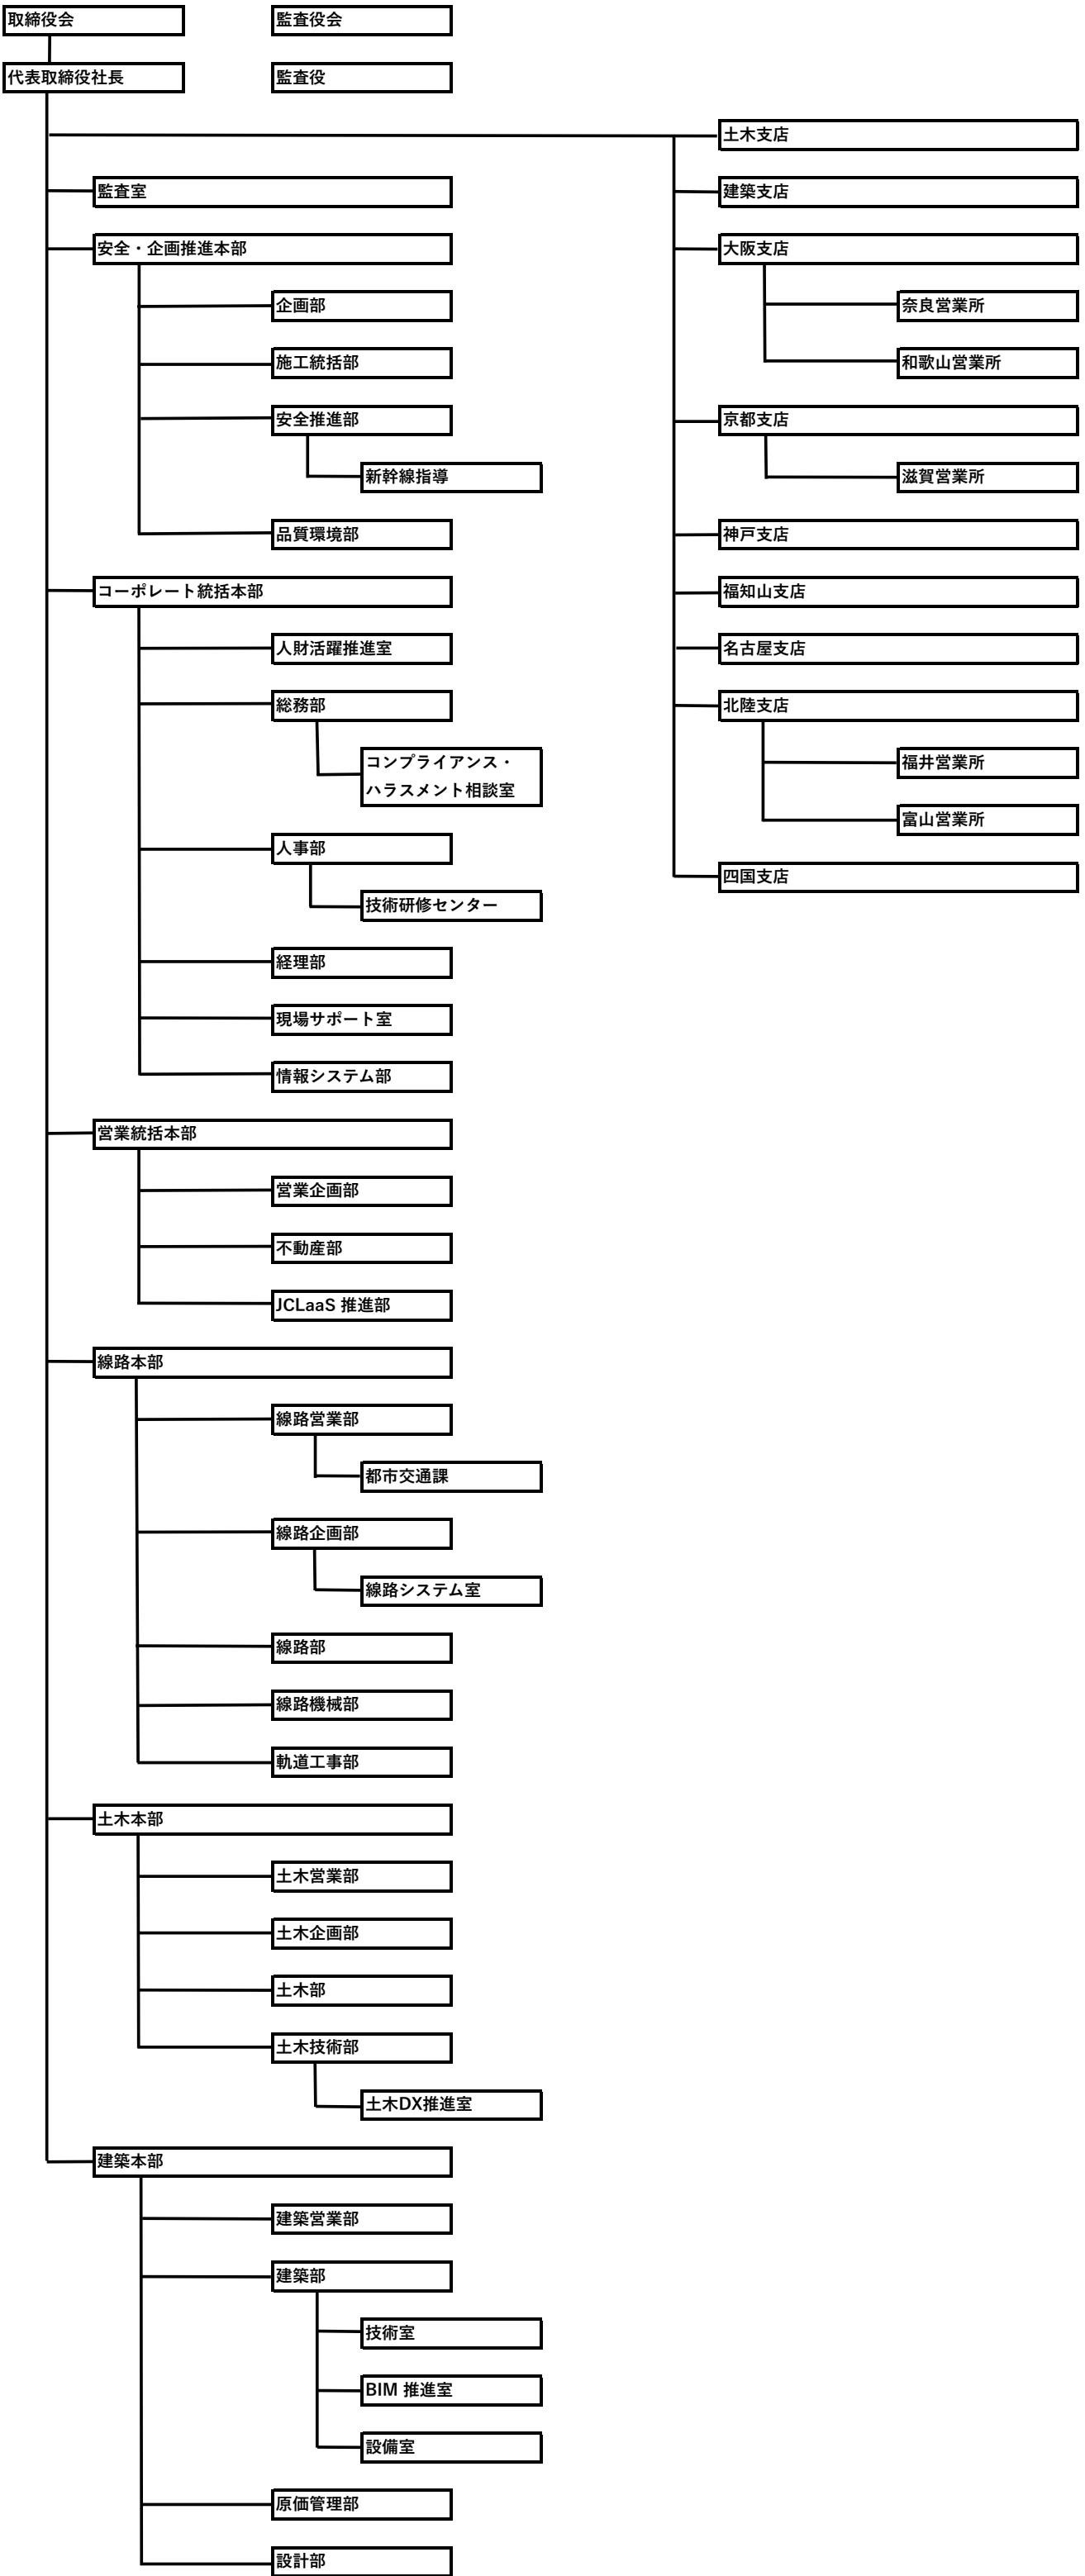 取締役会
監査役会
代表取締役社長
監査役
監査室
安全・企画推進本部
企画部
施工統括部
安全推進部
新幹線指導
品質環境部
コーポレート統括本部
人財活躍推進室
総務部
コンプライアンス・
ハラスメント相談室
人事部
技術研修センター
経理部
現場サポート室
情報システム部
営業統括本部
営業企画部
不動産部
JCLaaS 推進部
線路本部
線路営業部
都市交通課
線路企画部
線路システム室
線路部
線路機械部
軌道工事部
土木本部
土木営業部
土木企画部
土木部
土木技術部
土木DX推進室
建築本部
建築営業部
建築部
技術室
BIM 推進室
設備室
原価管理部
設計部
土木支店
建築支店
大阪支店
奈良営業所
和歌山営業所
京都支店
滋賀営業所
神戸支店
福知山支店
名古屋支店
北陸支店
福井営業所
富山営業所
四国支店